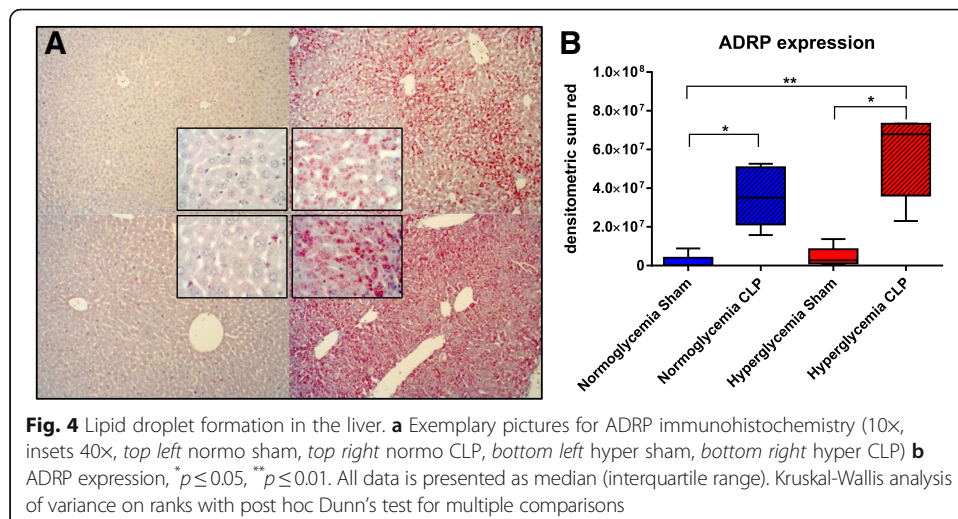 A
B
ADRP expression
densitometric sum red
1.0×10⁸
8.0×10⁷
6.0×10⁷
4.0×10⁷
2.0×10⁷
0.0
**
*
*
Normoglycemia Sham
Normoglycemia CLP
Hyperglycemia Sham
Hyperglycemia CLP
Fig. 4 Lipid droplet formation in the liver. a Exemplary pictures for ADRP immunohistochemistry (10×,
insets 40×, top left normo sham, top right normo CLP, bottom left hyper sham, bottom right hyper CLP) b
ADRP expression, *p ≤ 0.05, **p ≤ 0.01. All data is presented as median (interquartile range). Kruskal-Wallis analysis
of variance on ranks with post hoc Dunn's test for multiple comparisons